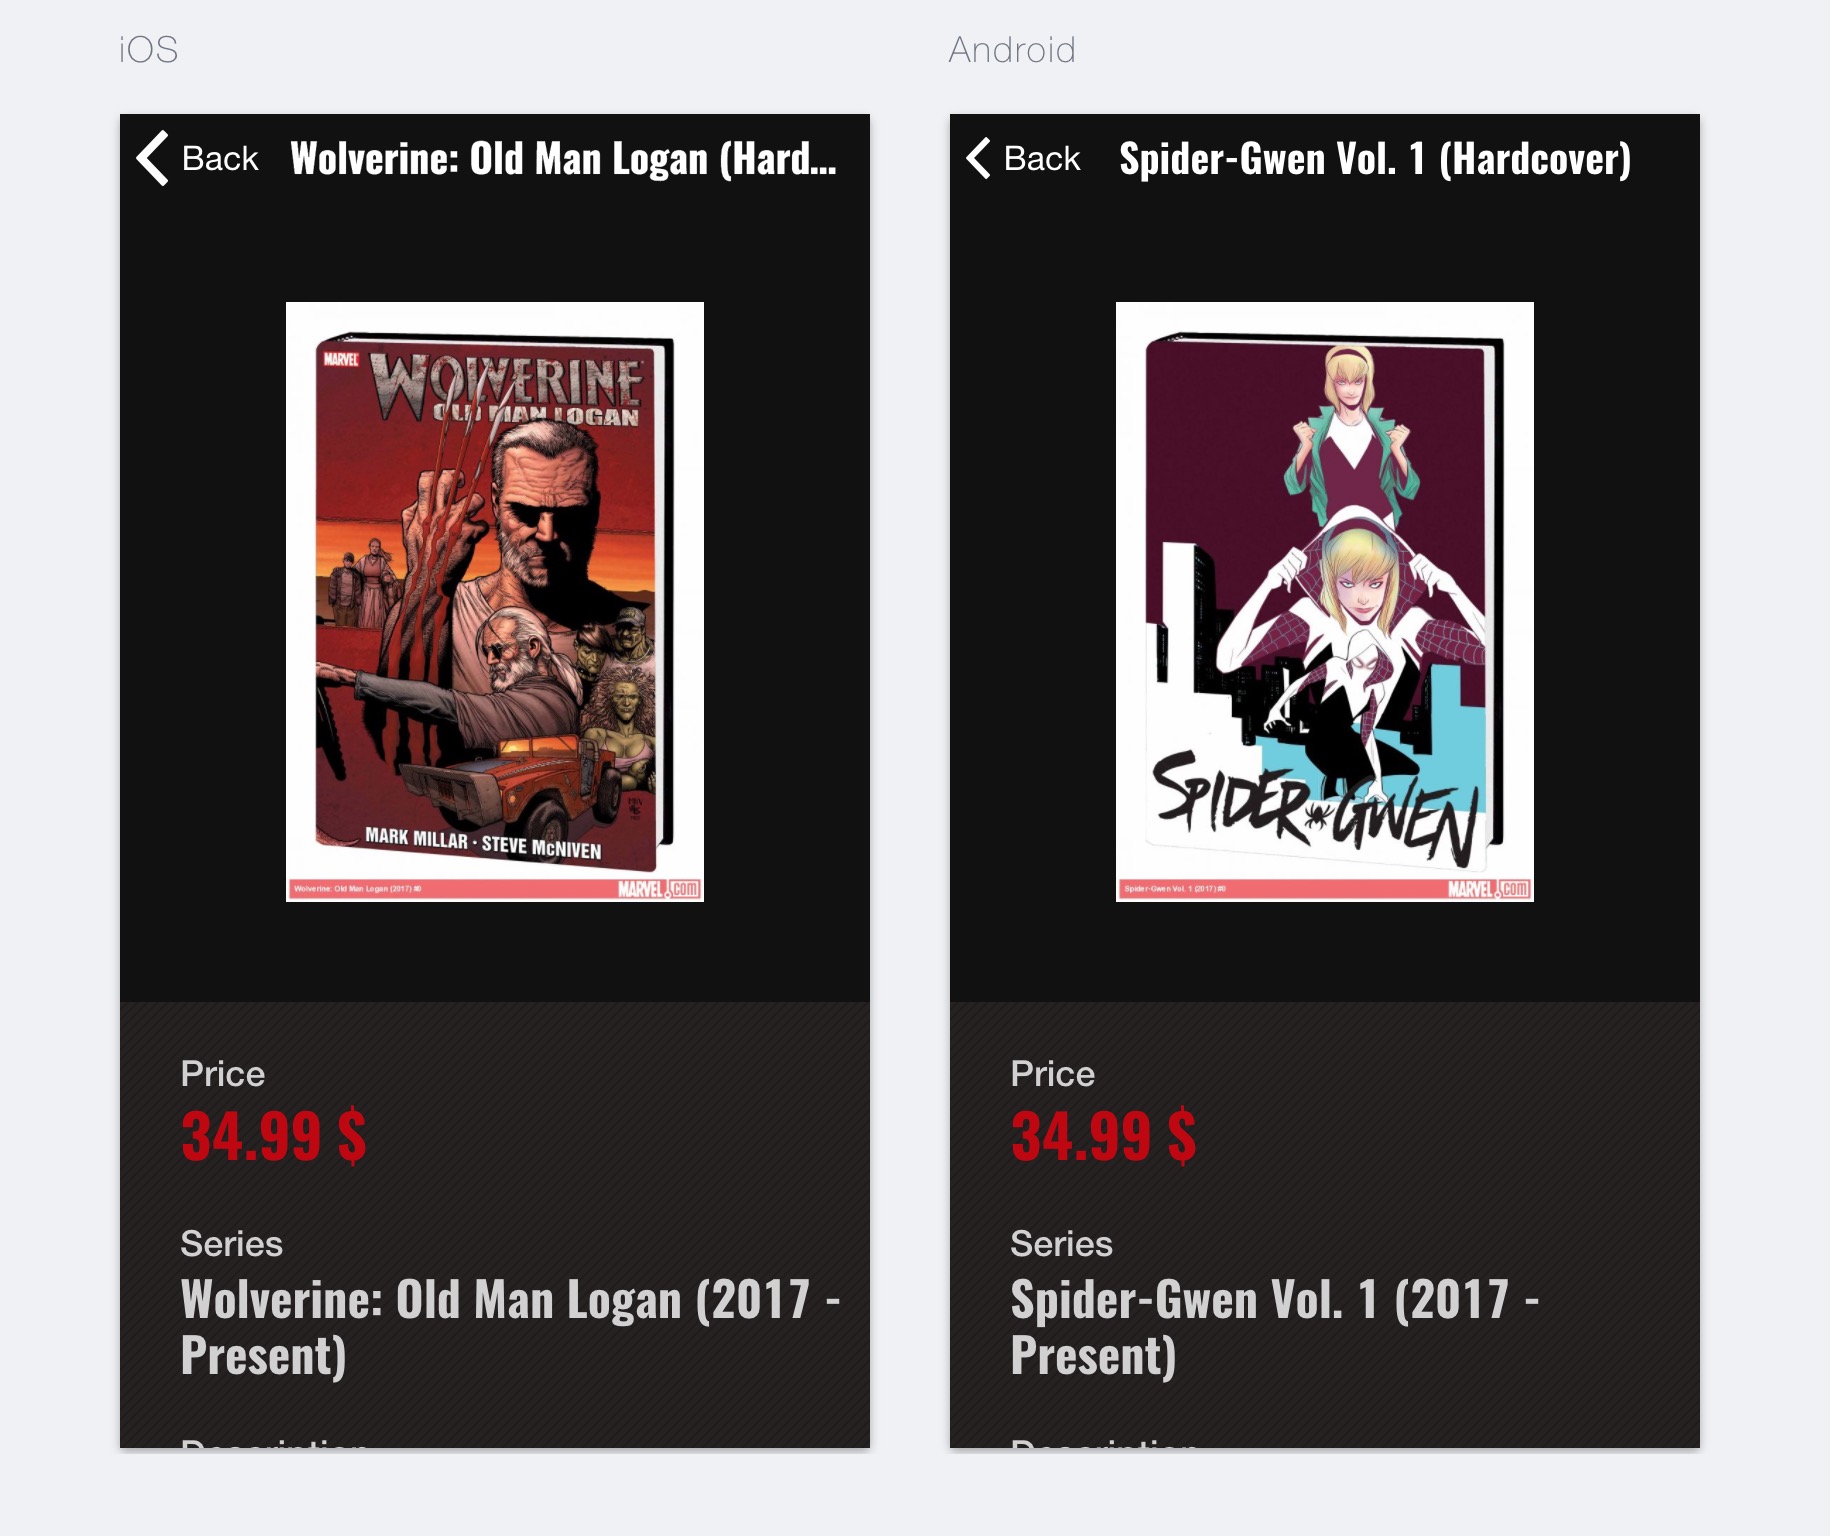 iOS
Back
Wolverine: Old Man Logan (Hard...
MARVEL
WOLVERINE
OLD MAN LOGAN
MARK MILLAR · STEVE McNIVEN
Wolverine: Old Man Logan (2017) #0
MARVEL.com
Price
34.99 $
Series
Wolverine: Old Man Logan (2017 -
Present)
Description
Android
Back
Spider-Gwen Vol. 1 (Hardcover)
SPIDER-GWEN
Spider-Gwen Vol. 1 (2017) #0
MARVEL.com
Price
34.99 $
Series
Spider-Gwen Vol. 1 (2017 -
Present)
Description